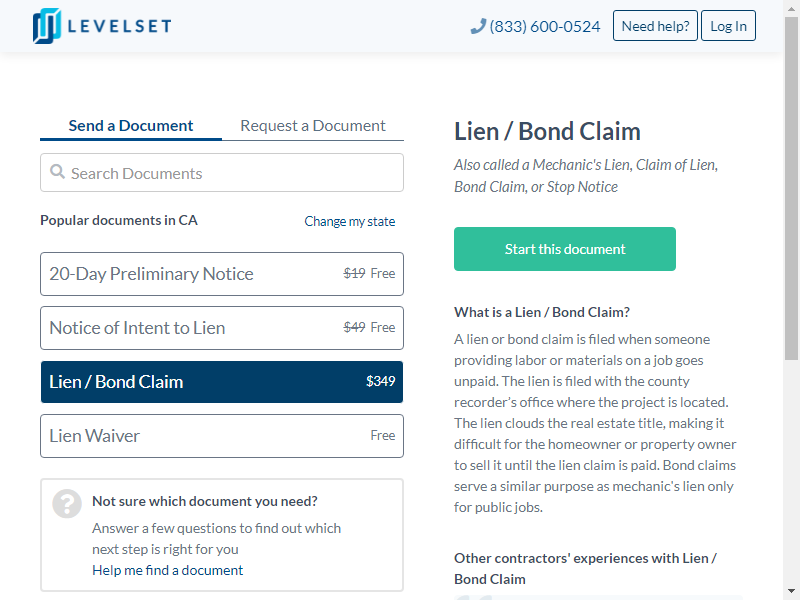 LEVELSET
(833) 600-0524
Need help?
Log In
Send a Document
Request a Document
Search Documents
Popular documents in CA
Change my state
20-Day Preliminary Notice
$19 Free
Notice of Intent to Lien
$49 Free
Lien / Bond Claim
$349
Lien Waiver
Free
?
Not sure which document you need?
Answer a few questions to find out which
next step is right for you
Help me find a document
Lien / Bond Claim
Also called a Mechanic's Lien, Claim of Lien,
Bond Claim, or Stop Notice
Start this document
What is a Lien / Bond Claim?
A lien or bond claim is filed when someone
providing labor or materials on a job goes
unpaid. The lien is filed with the county
recorder's office where the project is located.
The lien clouds the real estate title, making it
difficult for the homeowner or property owner
to sell it until the lien claim is paid. Bond claims
serve a similar purpose as mechanic's lien only
for public jobs.
Other contractors' experiences with Lien /
Bond Claim